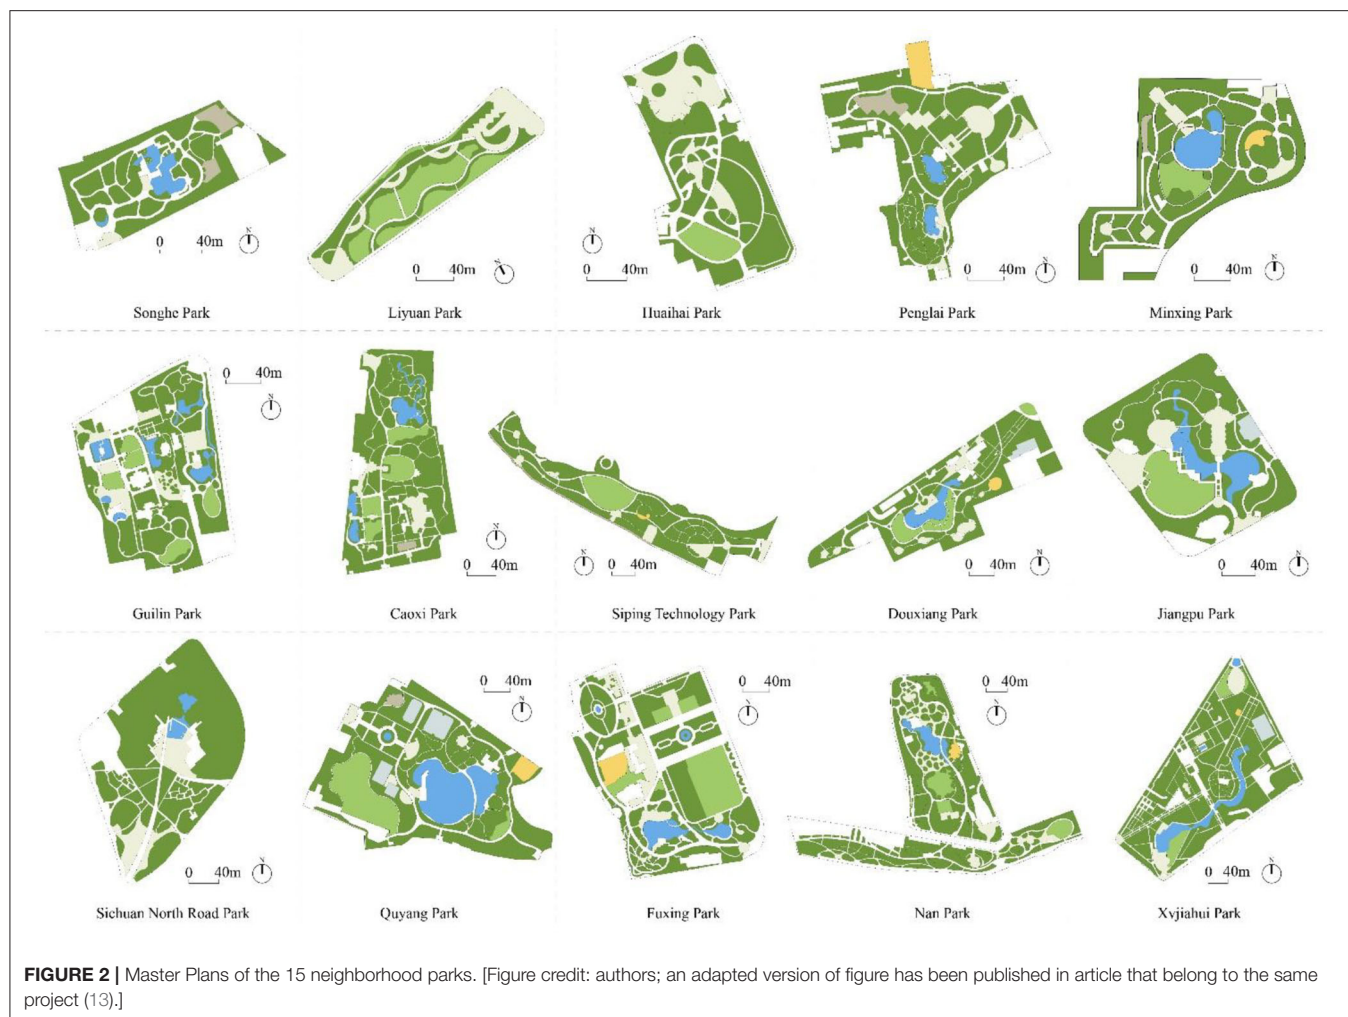 N
0 40m
Songhe Park
N
0 40m
Liyuan Park
N
0 40m
Huaihai Park
N
0 40m
Penglai Park
N
0 40m
Minxing Park
0 40m
N
Guilin Park
N
0 40m
Caoxi Park
N
0 40m
Siping Technology Park
N
0 40m
Douxiang Park
N
0 40m
Jiangpu Park
N
0 40m
Sichuan North Road Park
0 40m
N
Quyang Park
0 40m
N
Fuxing Park
0 40m
N
Nan Park
N
0 40m
Xvjiahui Park
FIGURE 2 | Master Plans of the 15 neighborhood parks. [Figure credit: authors; an adapted version of figure has been published in article that belong to the same
project (13).]